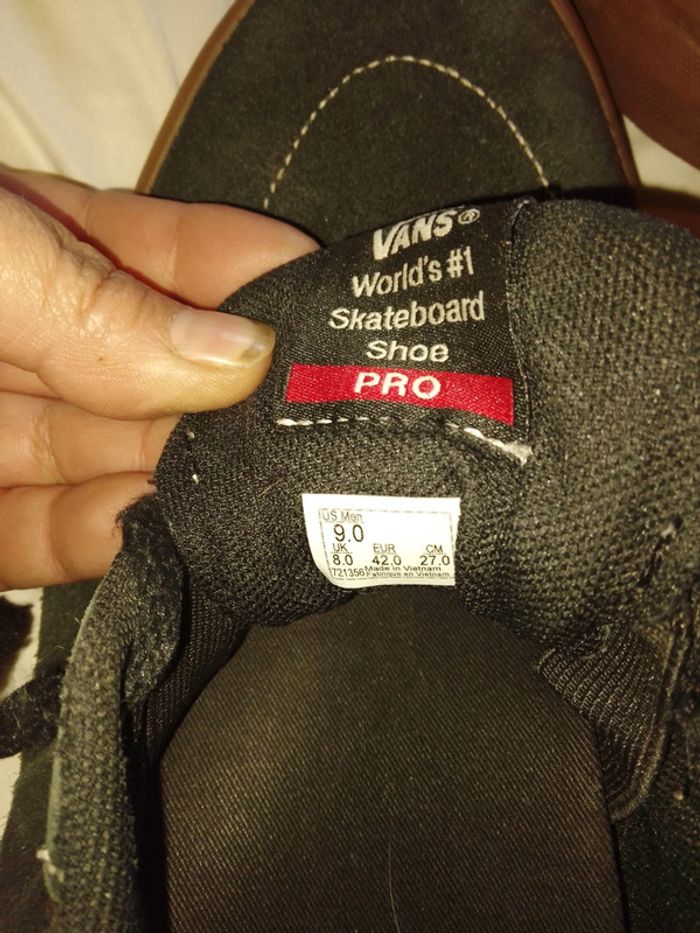 VANS®
World's #1
Skateboard
Shoe
PRO
US Men
9.0
UK EUR CM
8.0 42.0 27.0
721356 Made in Vietnam
Fabriqué en Vietnam